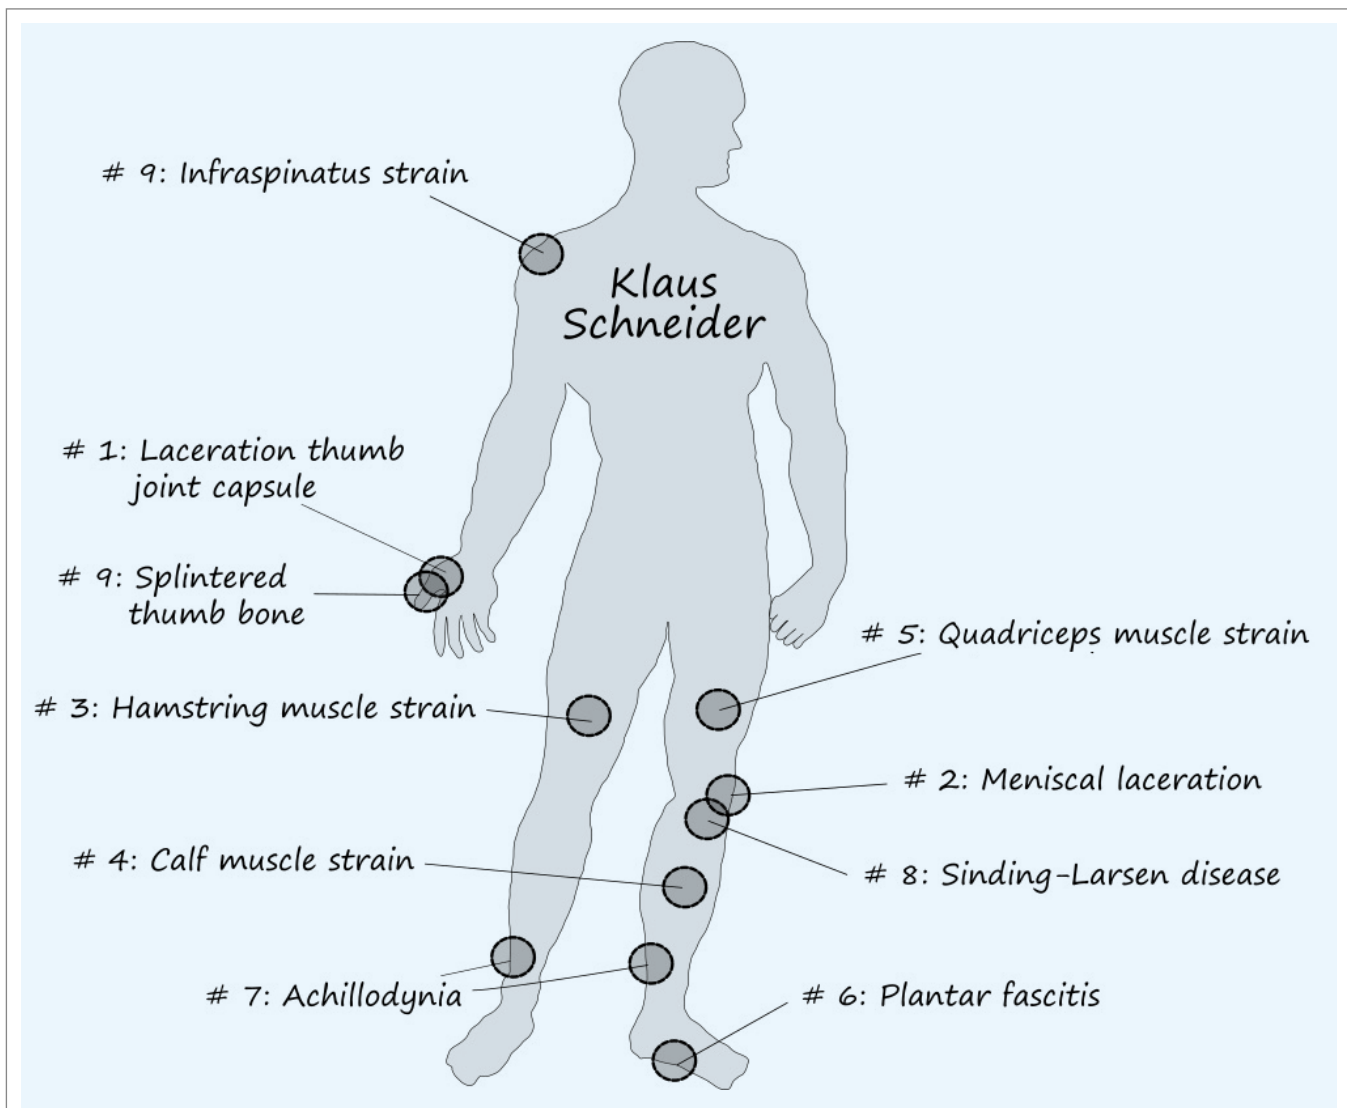 # 9: Infraspinatus strain
Klaus
Schneider
# 1: Laceration thumb
joint capsule
# 9: Splintered
thumb bone
# 5: Quadriceps muscle strain
# 3: Hamstring muscle strain
# 2: Meniscal laceration
# 4: Calf muscle strain
# 8: Sinding-Larsen disease
# 7: Achillodynia
# 6: Plantar fascitis